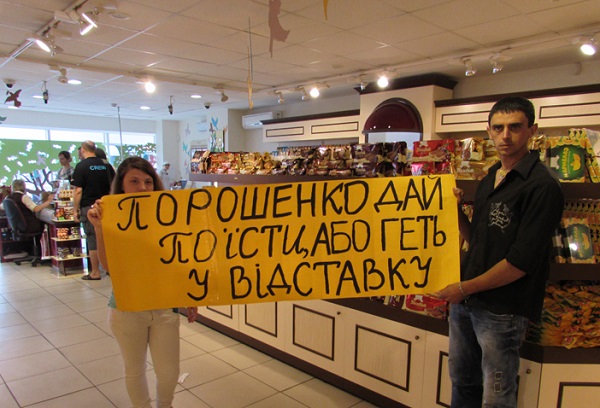 ПОРОШЕНКО ДАЙ
ПОЇСТИ, АБО ГЕТЬ
У ВІДСТАВКУ